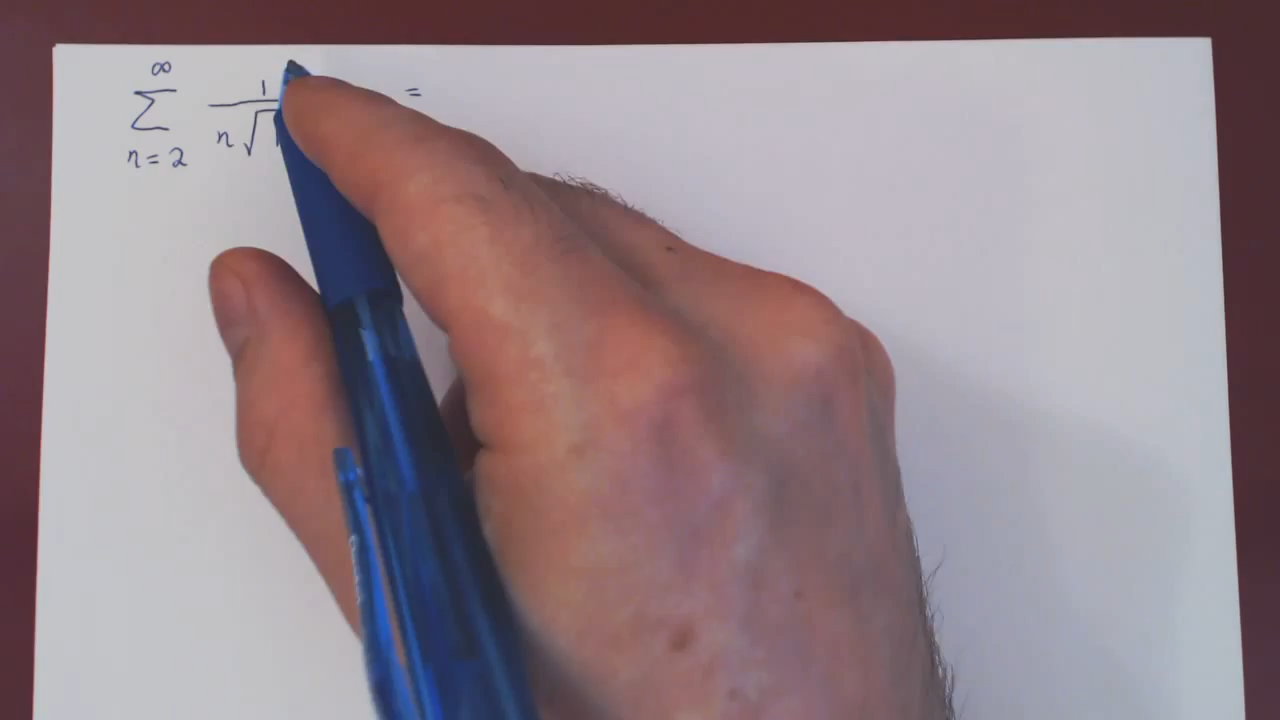 ∞
∑ 1 =
n = 2 n√